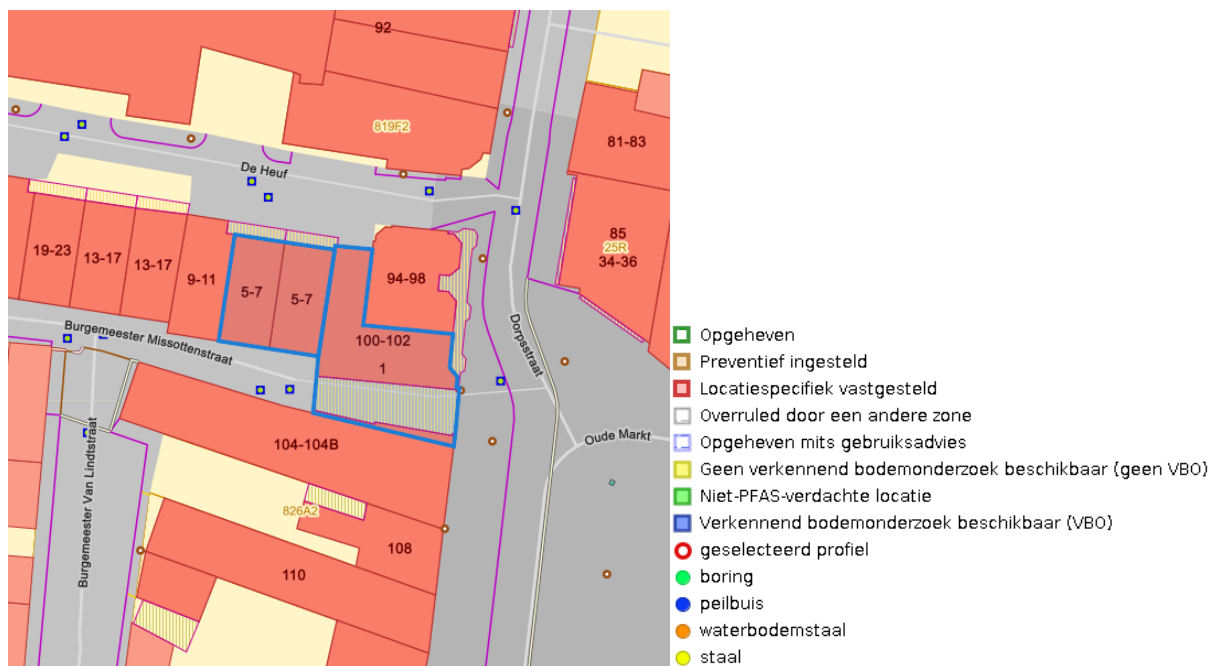 92
819F2
81-83
De Heuf
85
25R
34-36
19-23
13-17
13-17
9-11
5-7
5-7
94-98
100-102
1
Burgemeester Missottenstraat
Dorpsstraat
Oude Markt
104-104B
Burgemeester Van Lindtstraat
826A2
108
110
Opgeheven
Preventief ingesteld
Locatiespecifiek vastgesteld
Overruled door een andere zone
Opgeheven mits gebruiksadvies
Geen verkennend bodemonderzoek beschikbaar (geen VBO)
Niet-PFAS-verdachte locatie
Verkennend bodemonderzoek beschikbaar (VBO)
geselecteerd profiel
boring
peilbuis
waterbodemstaal
staal